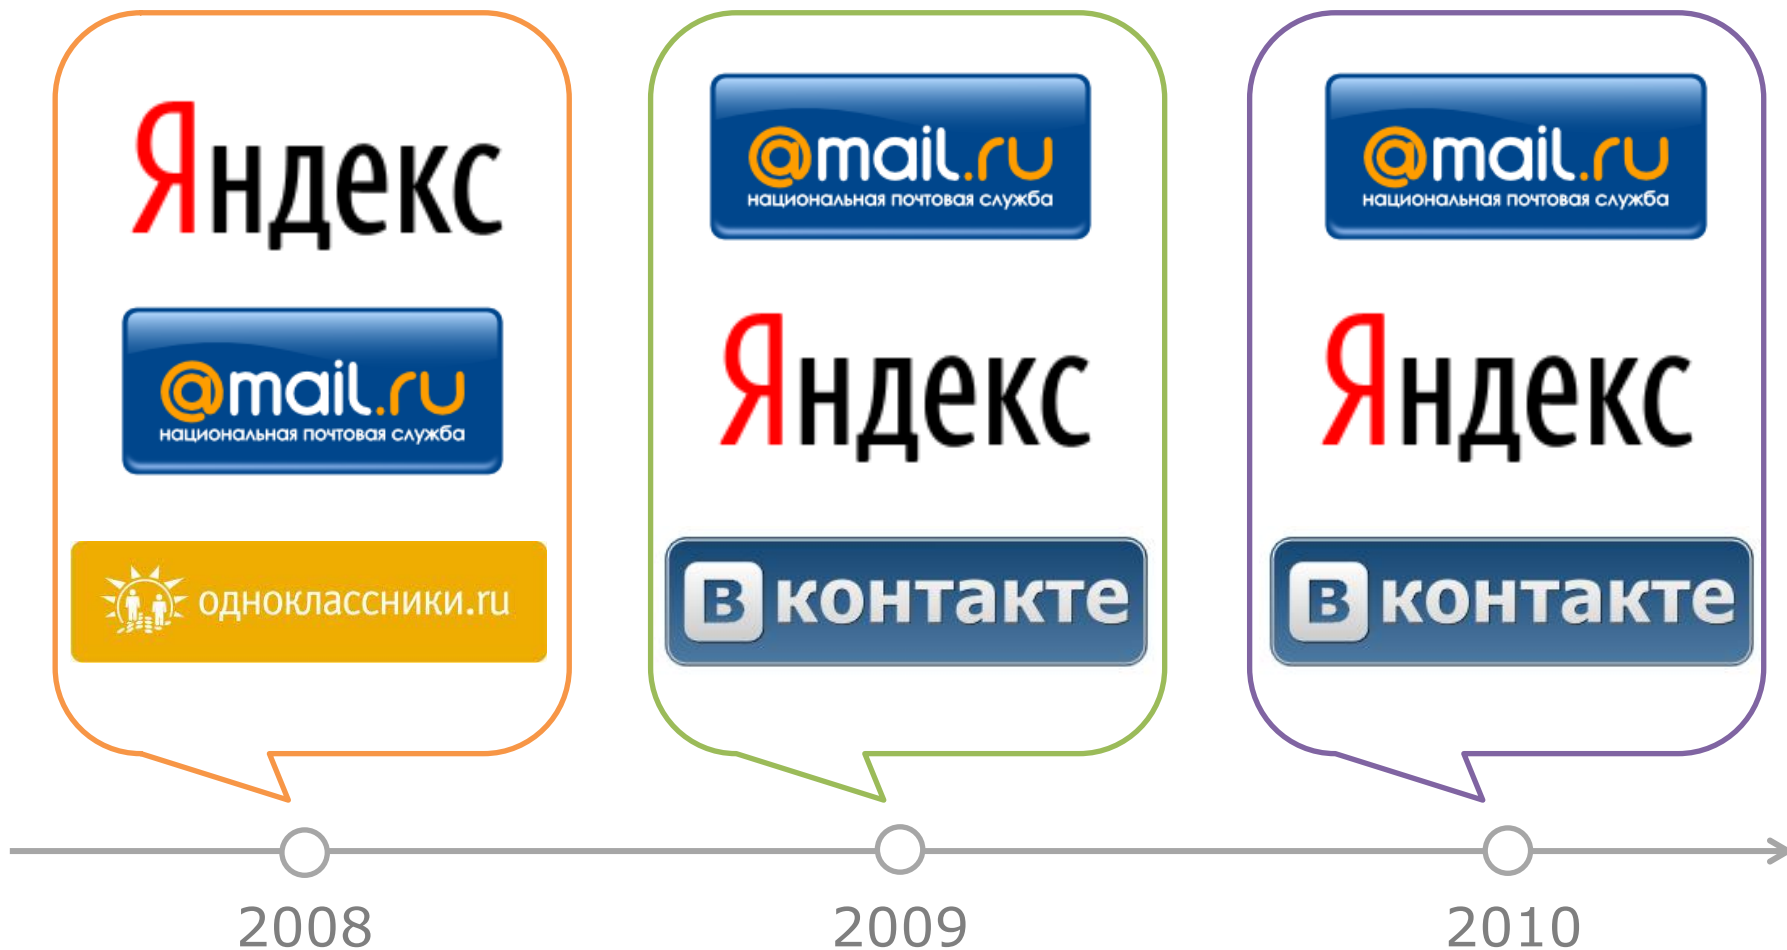 Яндекс
@mail.ru
национальная почтовая служба
одноклассники.ru
@mail.ru
национальная почтовая служба
Яндекс
В контакте
@mail.ru
национальная почтовая служба
Яндекс
В контакте
2008
2009
2010